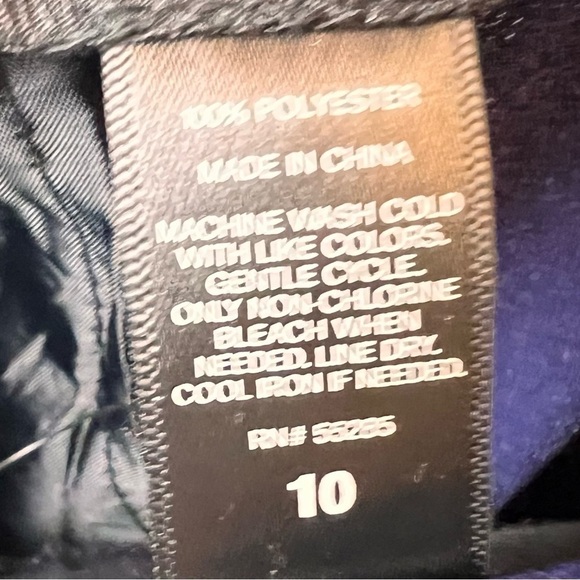 100% POLYESTER
MADE IN CHINA
MACHINE WASH COLD
WITH LIKE COLORS.
GENTLE CYCLE.
ONLY NON-CHLORINE
BLEACH WHEN
NEEDED. LINE DRY.
COOL IRON IF NEEDED.
RN# 55285
10